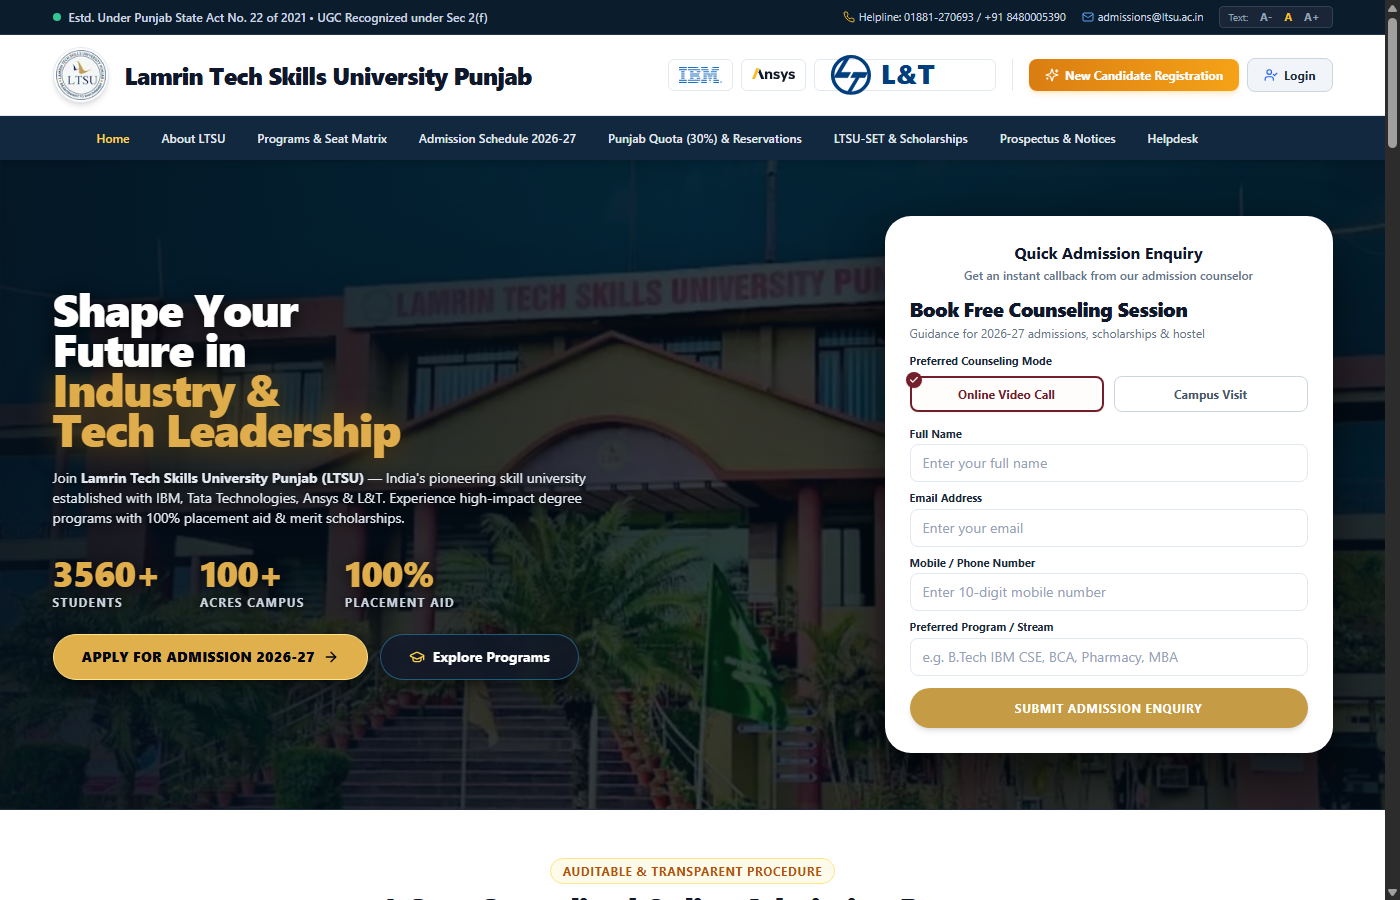 Estd. Under Punjab State Act No. 22 of 2021 • UGC Recognized under Sec 2(f)
Helpline: 01881-270693 / +91 8480005390
admissions@ltsu.ac.in
Text: A- A A+
LTSU
Lamrin Tech Skills University Punjab
IBM
Ansys
L&T
New Candidate Registration
Login
Home
About LTSU
Programs & Seat Matrix
Admission Schedule 2026-27
Punjab Quota (30%) & Reservations
LTSU-SET & Scholarships
Prospectus & Notices
Helpdesk
LAMRIN TECH SKILLS UNIVERSITY PUN
Shape Your
Future in
Industry &
Tech Leadership
Join Lamrin Tech Skills University Punjab (LTSU) — India's pioneering skill university
established with IBM, Tata Technologies, Ansys & L&T. Experience high-impact degree
programs with 100% placement aid & merit scholarships.
3560+
STUDENTS
100+
ACRES CAMPUS
100%
PLACEMENT AID
APPLY FOR ADMISSION 2026-27
Explore Programs
Quick Admission Enquiry
Get an instant callback from our admission counselor
Book Free Counseling Session
Guidance for 2026-27 admissions, scholarships & hostel
Preferred Counseling Mode
Online Video Call
Campus Visit
Full Name
Enter your full name
Email Address
Enter your email
Mobile / Phone Number
Enter 10-digit mobile number
Preferred Program / Stream
e.g. B.Tech IBM CSE, BCA, Pharmacy, MBA
SUBMIT ADMISSION ENQUIRY
AUDITABLE & TRANSPARENT PROCEDURE